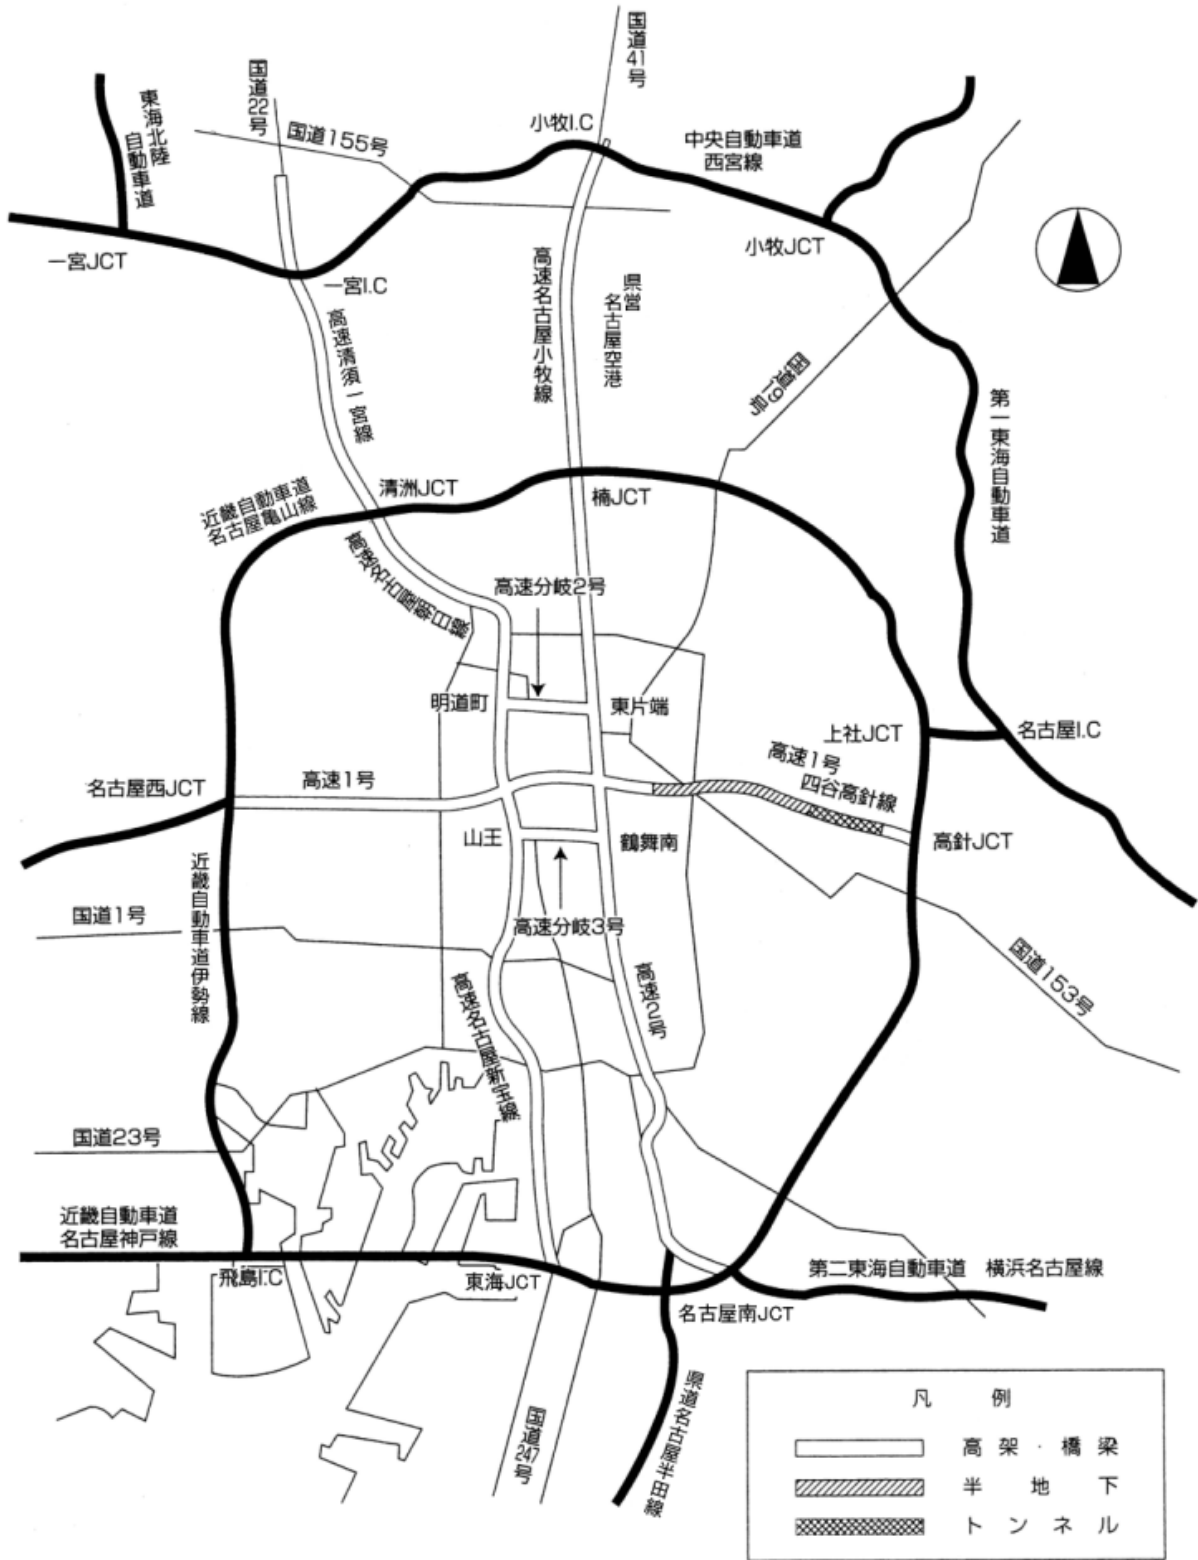 国道41号
国道22号
東海北陸
自動車道
国道155号
小牧I.C
中央自動車道
西宮線
一宮JCT
小牧JCT
一宮I.C
高速清須一宮線
高速名古屋小牧線
県営
名古屋空港
国道19号
第一東海自動車道
近畿自動車道
名古屋亀山線
清洲JCT
楠JCT
高速名古屋朝日線
高速分岐2号
明道町
東片端
上社JCT
名古屋I.C
名古屋西JCT
高速1号
高速1号
四谷高針線
山王
鶴舞南
高針JCT
近畿自動車道伊勢線
国道1号
高速分岐3号
高速名古屋新宝線
高速2号
国道153号
国道23号
近畿自動車道
名古屋神戸線
飛島I.C
東海JCT
第二東海自動車道 横浜名古屋線
名古屋南JCT
国道247号
県道名古屋半田線
凡例
高架・橋梁
半地下
トンネル